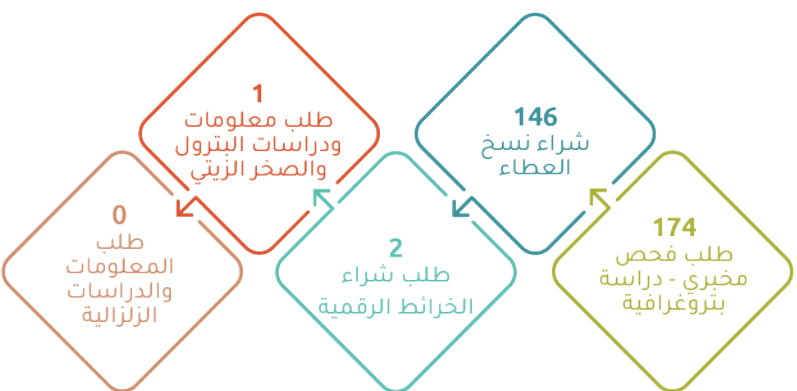 174
طلب فحص
مخبري - دراسة
بتروغرافية
146
شراء نسخ
العطاء
2
طلب شراء
الخرائط الرقمية
1
طلب معلومات
ودراسات البترول
والصخر الزيتي
0
طلب
المعلومات
والدراسات
الزلزالية